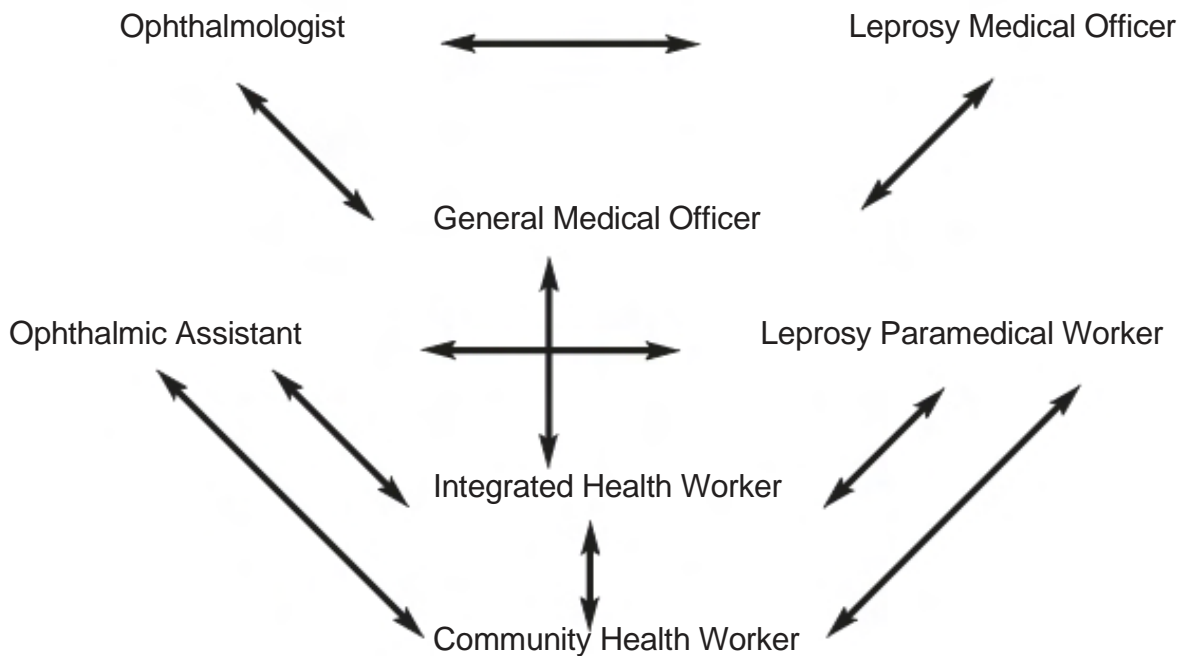 Ophthalmologist
Leprosy Medical Officer
General Medical Officer
Ophthalmic Assistant
Leprosy Paramedical Worker
Integrated Health Worker
Community Health Worker